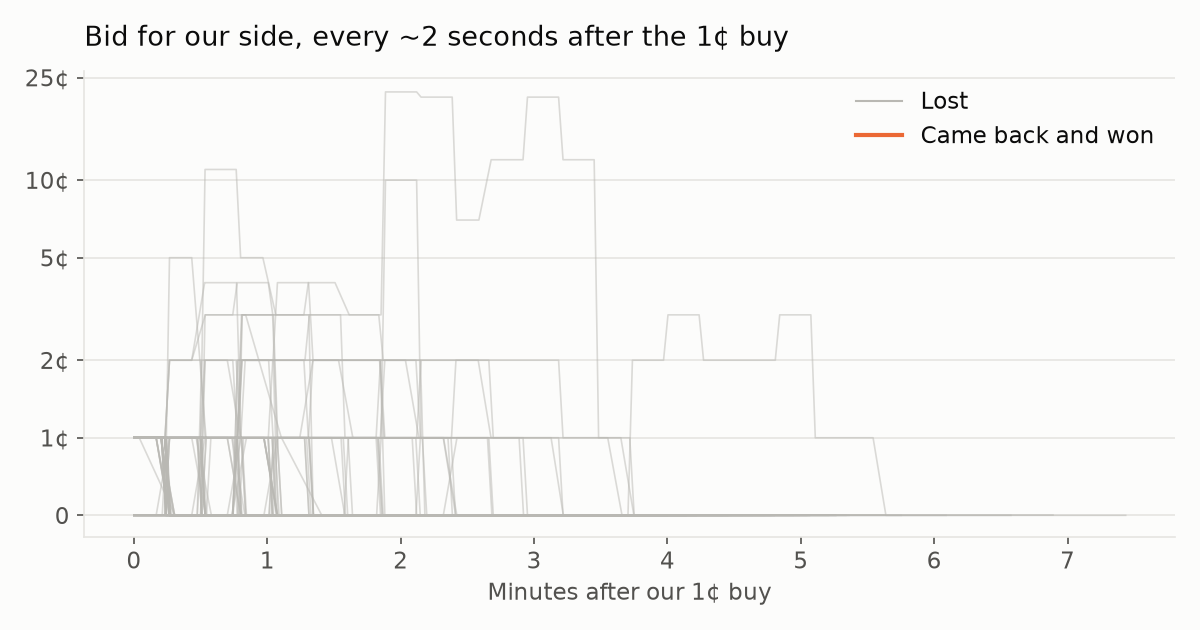 Bid for our side, every ~2 seconds after the 1¢ buy
25¢
10¢
5¢
2¢
1¢
0
Lost
Came back and won
0 1 2 3 4 5 6 7
Minutes after our 1¢ buy